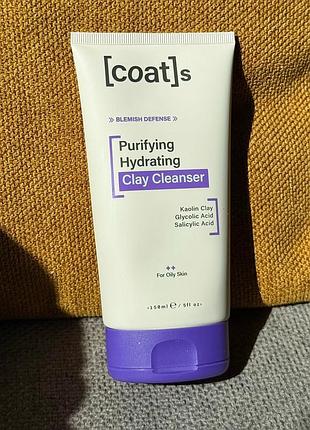 [coat]s
» BLEMISH DEFENSE »
Purifying
Hydrating
Clay Cleanser
Kaolin Clay
Glycolic Acid
Salicylic Acid
++
For Oily Skin
«150ml ℮ / 5fl oz»